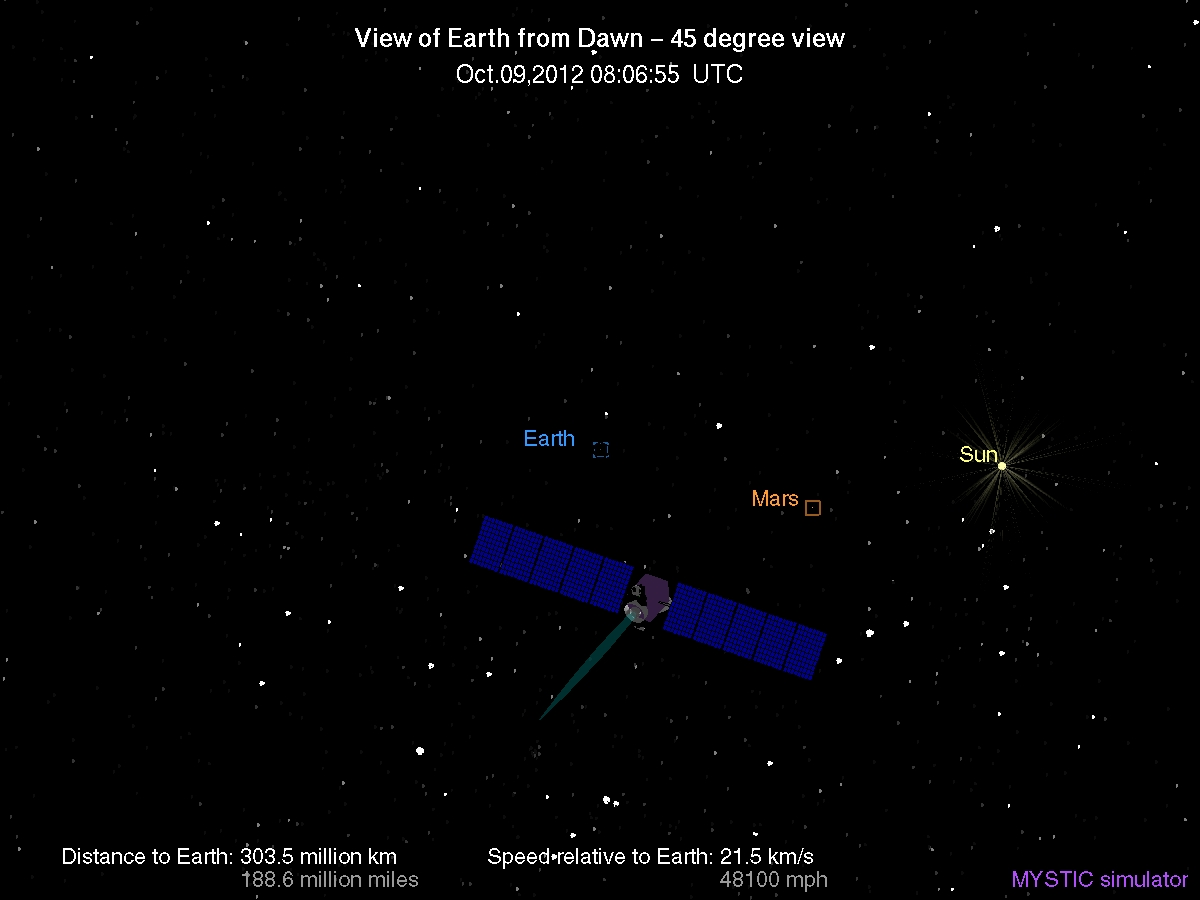 View of Earth from Dawn – 45 degree view
Oct.09,2012 08:06:55 UTC
Earth
Sun
Mars
Distance to Earth: 303.5 million km
188.6 million miles
Speed relative to Earth: 21.5 km/s
48100 mph
MYSTIC simulator